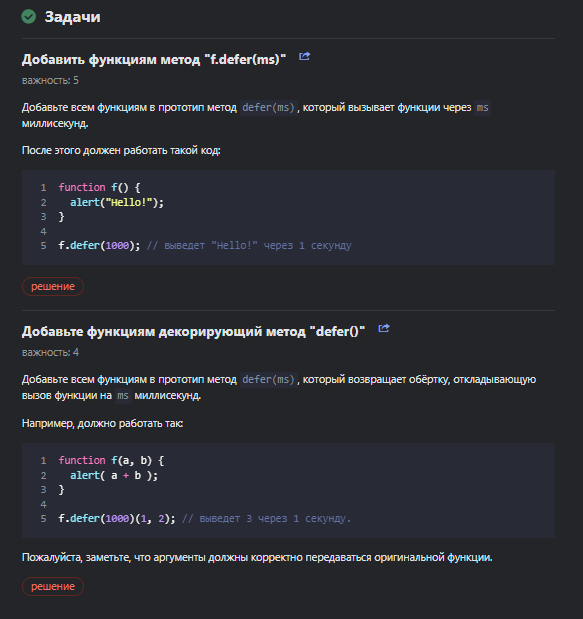 Задачи
Добавить функциям метод "f.defer(ms)"
важность: 5
Добавьте всем функциям в прототип метод defer(ms), который вызывает функции через ms
миллисекунд.
После этого должен работать такой код:
1 function f() {
2   alert("Hello!");
3 }
4
5 f.defer(1000); // выведет "Hello!" через 1 секунду
решение
Добавьте функциям декорирующий метод "defer()"
важность: 4
Добавьте всем функциям в прототип метод defer(ms), который возвращает обёртку, откладывающую
вызов функции на ms миллисекунд.
Например, должно работать так:
1 function f(a, b) {
2   alert( a + b );
3 }
4
5 f.defer(1000)(1, 2); // выведет 3 через 1 секунду.
Пожалуйста, заметьте, что аргументы должны корректно передаваться оригинальной функции.
решение